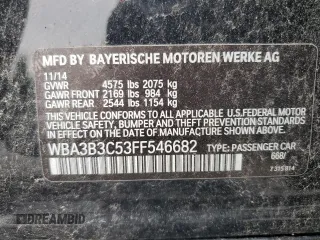 MFD BY BAYERISCHE MOTOREN WERKE AG
11/14
GVWR 4575 lbs 2075 kg
GAWR FRONT 2169 lbs 984 kg
GAWR REAR 2544 lbs 1154 kg
THIS VEHICLE CONFORMS TO ALL APPLICABLE U.S. FEDERAL MOTOR
VEHICLE SAFETY, BUMPER AND THEFT PREVENTION STANDARDS
IN EFFECT ON THE DATE OF MANUFACTURE SHOWN ABOVE.
WBA3B3C53FF546682 TYPE: PASSENGER CAR
668/
DREAMBID